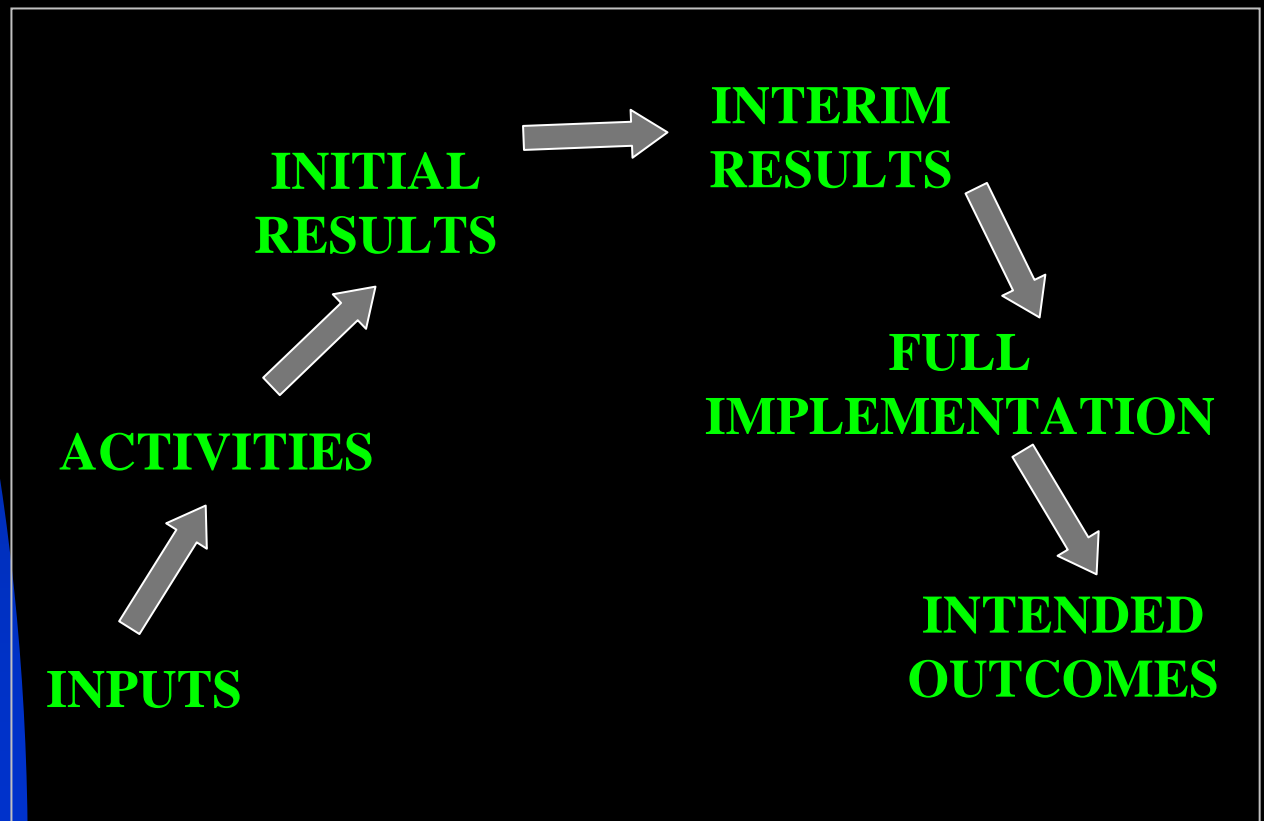 INPUTS
ACTIVITIES
INITIAL
RESULTS
INTERIM
RESULTS
FULL
IMPLEMENTATION
INTENDED
OUTCOMES